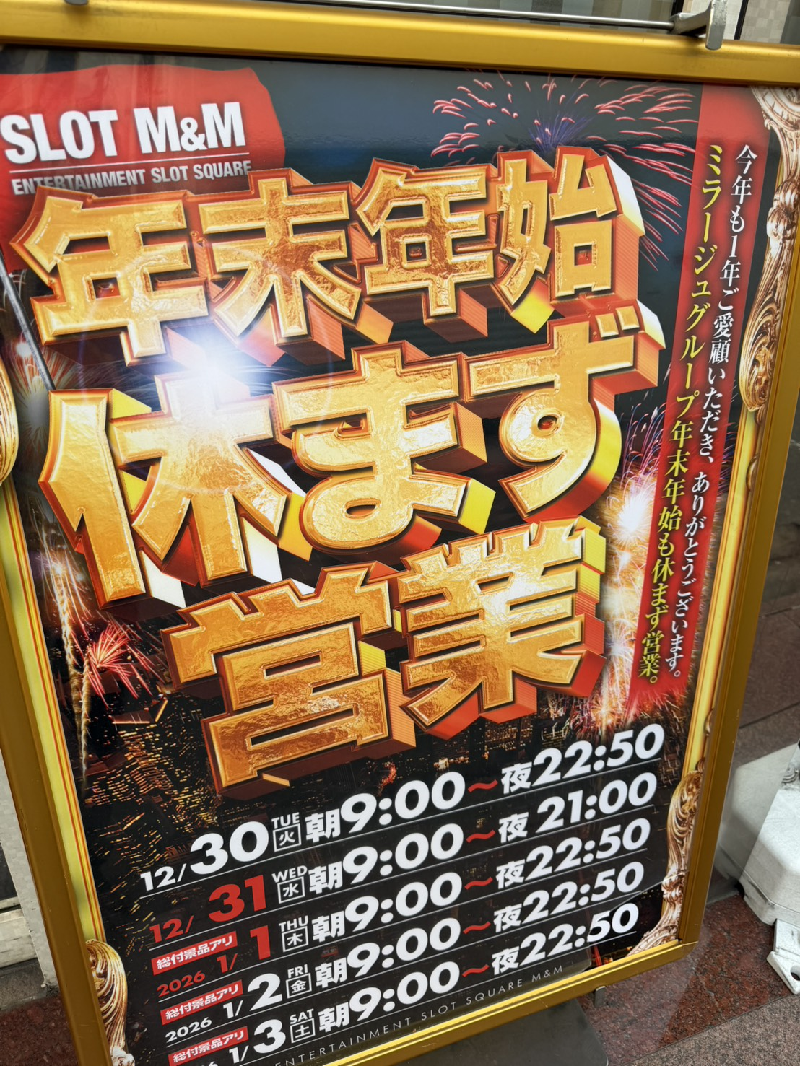 SLOT M&M
ENTERTAINMENT SLOT SQUARE
今年も1年ご愛顧いただき、ありがとうございます。
ミラージュグループ年末年始も休まず営業。
年末年始
休まず
営業
12/30 TUE 火 朝9:00〜夜22:50
12/31 WED 水 朝9:00〜夜21:00
総付景品アリ
2026 1/1 THU 木 朝9:00〜夜22:50
総付景品アリ
2026 1/2 FRI 金 朝9:00〜夜22:50
総付景品アリ
1/3 SAT 土 朝9:00〜夜22:50
ENTERTAINMENT SLOT SQUARE M&M